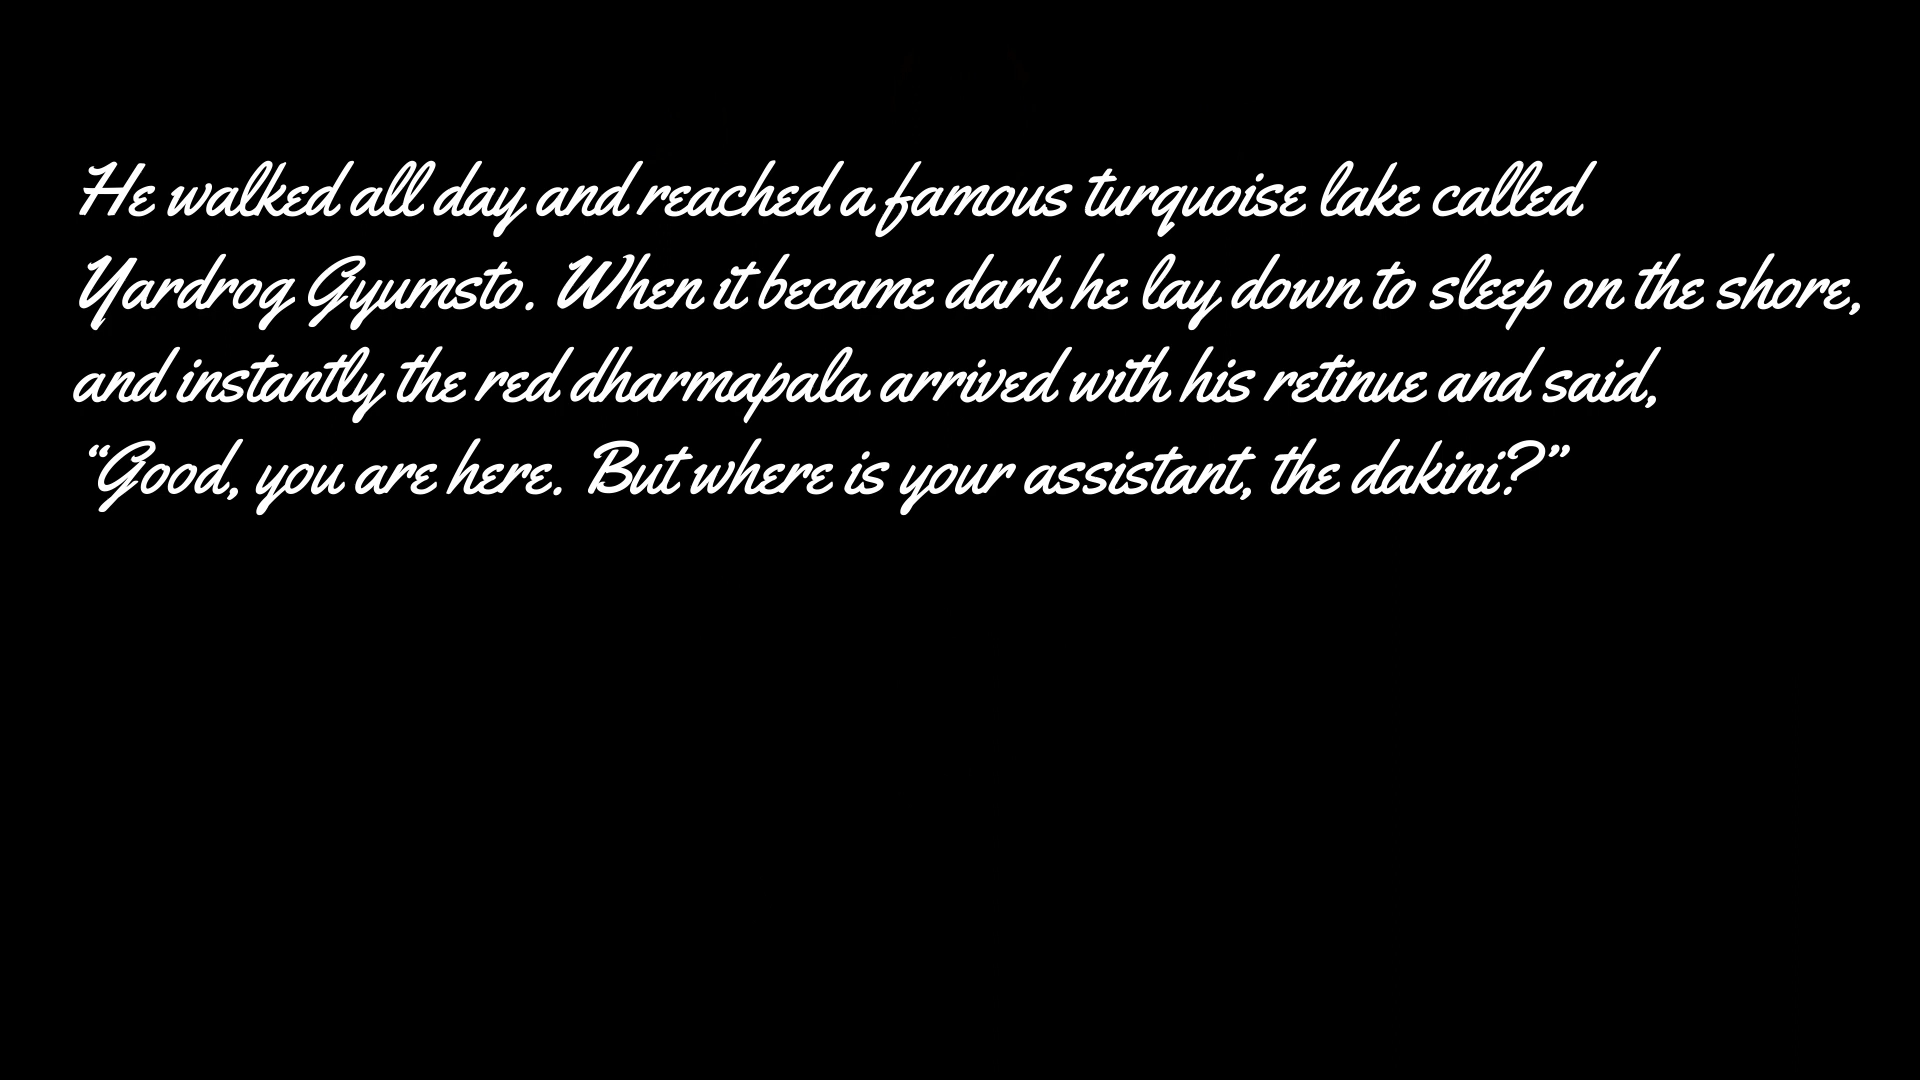 He walked all day and reached a famous turquoise lake called
Yardrog Gyumsto. When it became dark he lay down to sleep on the shore,
and instantly the red dharmapala arrived with his retinue and said,
“Good, you are here. But where is your assistant, the dakini?”